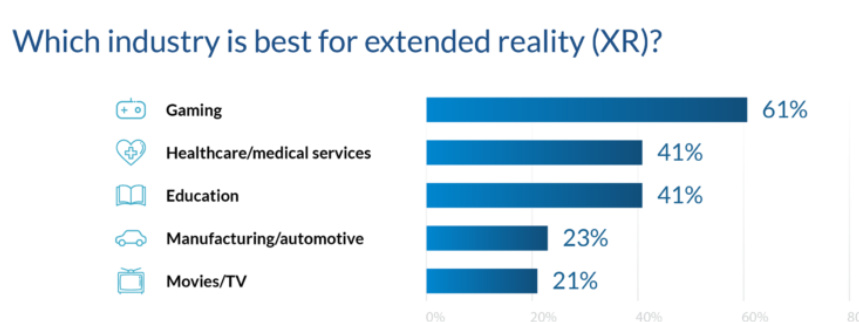 Which industry is best for extended reality (XR)?
Gaming 61%
Healthcare/medical services 41%
Education 41%
Manufacturing/automotive 23%
Movies/TV 21%
0% 20% 40% 60% 80